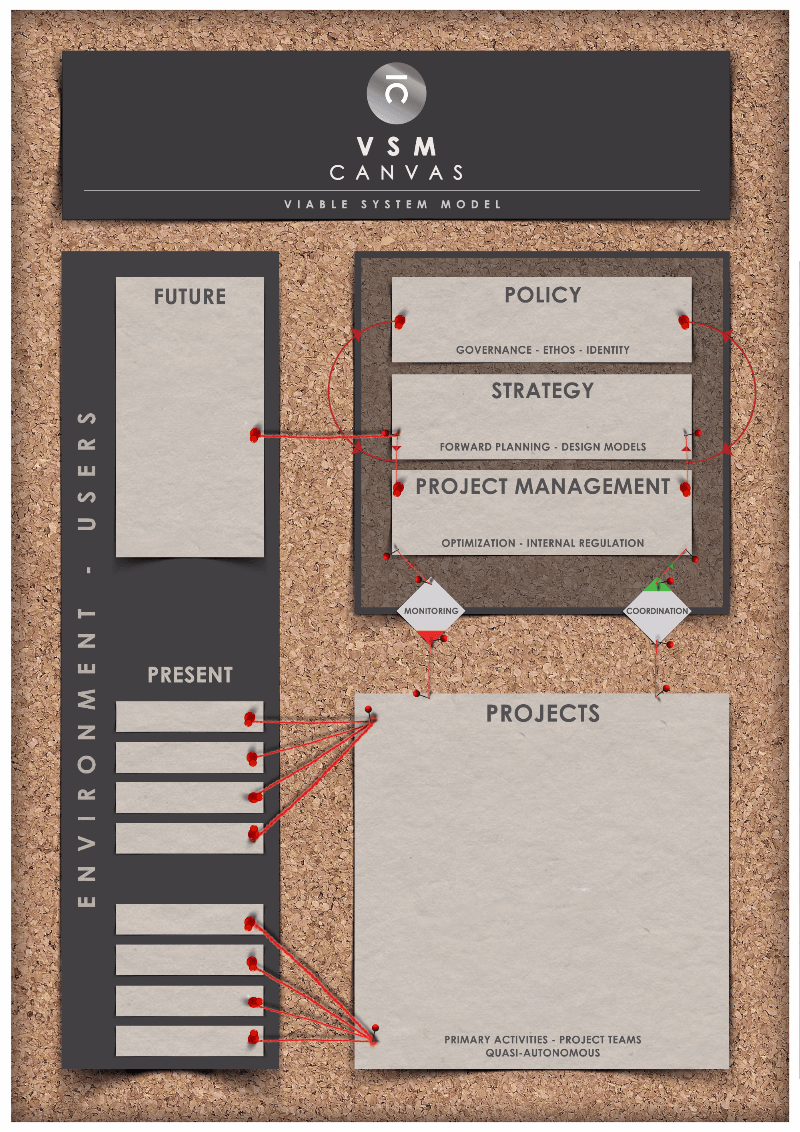 VSM
CANVAS
VIABLE SYSTEM MODEL
ENVIRONMENT - USERS
FUTURE
PRESENT
POLICY
GOVERNANCE - ETHOS - IDENTITY
STRATEGY
FORWARD PLANNING - DESIGN MODELS
PROJECT MANAGEMENT
OPTIMIZATION - INTERNAL REGULATION
MONITORING
COORDINATION
PROJECTS
PRIMARY ACTIVITIES - PROJECT TEAMS
QUASI-AUTONOMOUS